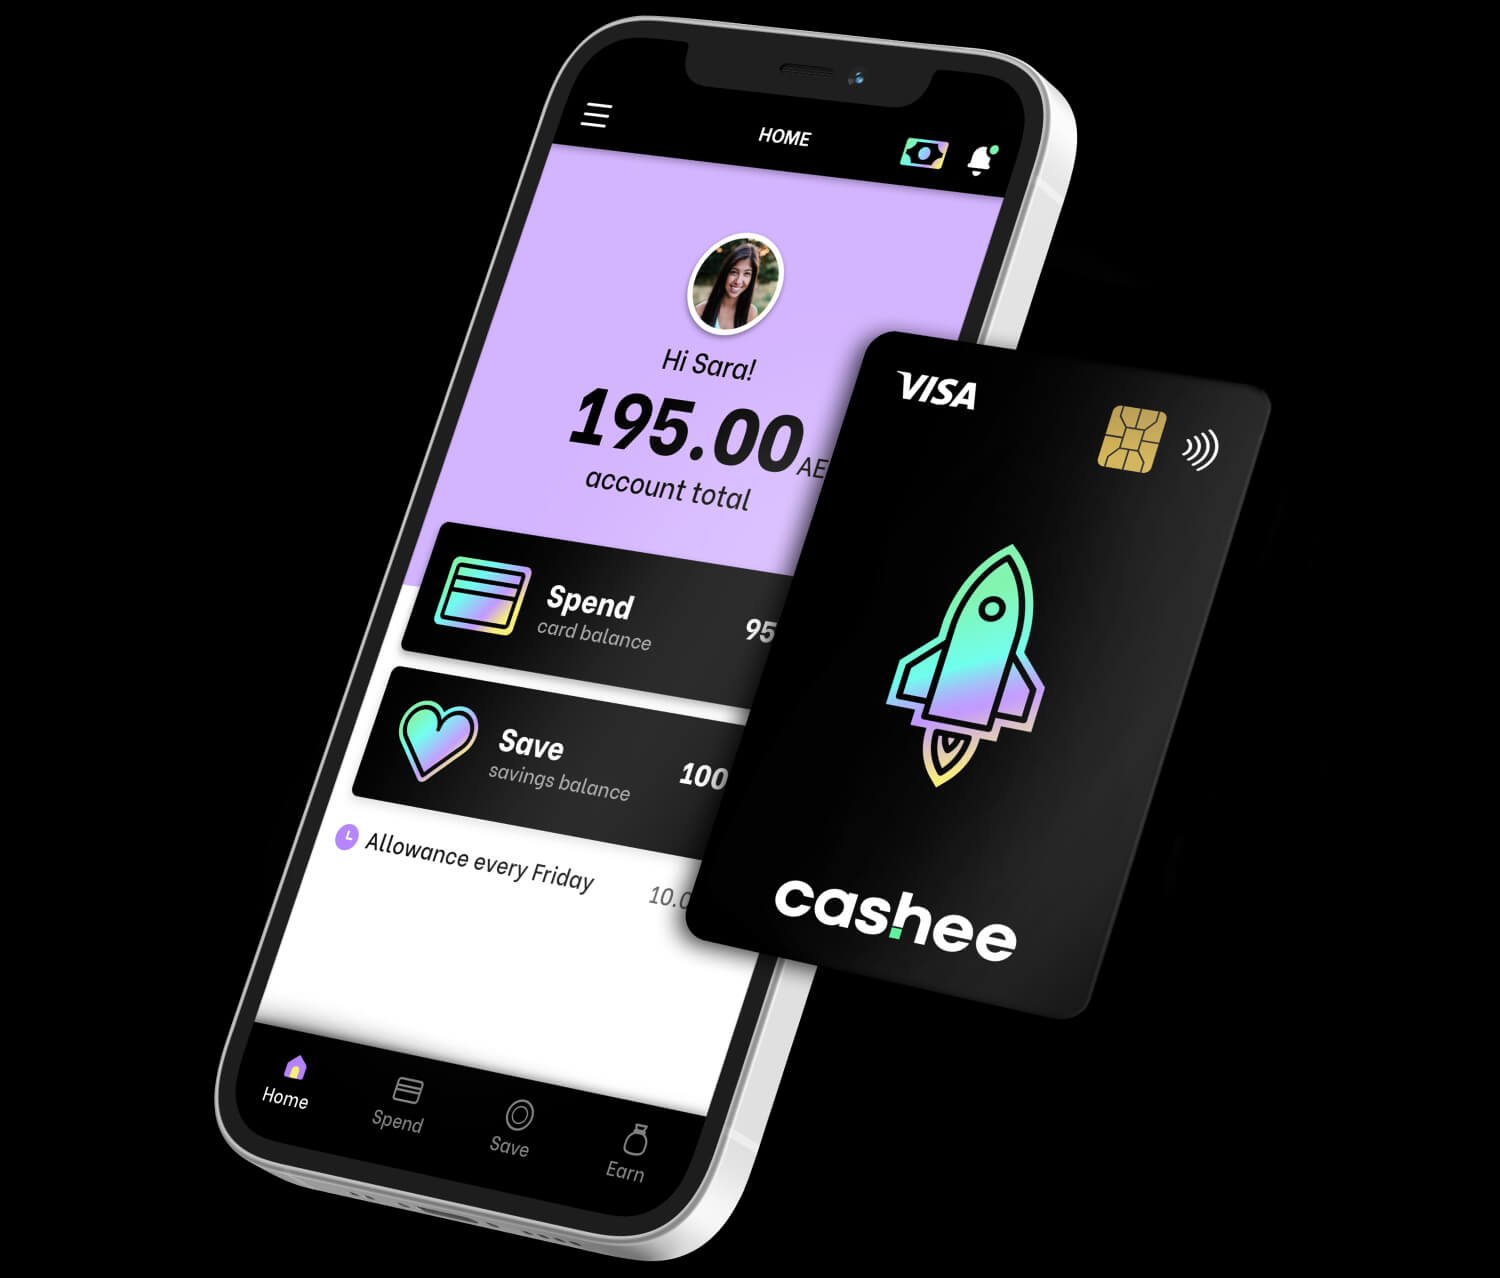 HOME
Hi Sara!
195.00 AE
account total
Spend
card balance
95
Save
savings balance
100
Allowance every Friday
10.0
Home
Spend
Save
Earn
VISA
cashee